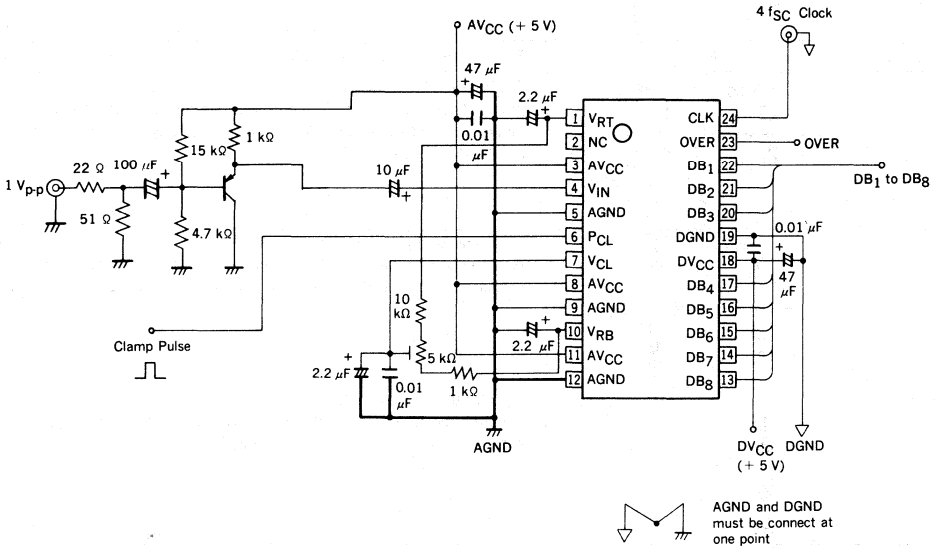 4 fSC Clock
AVCC (+ 5 V)
47 μF
+
2.2 μF
+
0.01
μF
1 kΩ
15 kΩ
22 Ω
100 μF
+
1 Vp-p
51 Ω
4.7 kΩ
10 μF
+
Clamp Pulse
10
kΩ
5 kΩ
1 kΩ
+
2.2 μF
0.01
μF
+
2.2 μF
AGND
1 VRT
2 NC
3 AVCC
4 VIN
5 AGND
6 PCL
7 VCL
8 AVCC
9 AGND
10 VRB
11 AVCC
12 AGND
CLK 24
OVER 23
DB1 22
DB2 21
DB3 20
DGND 19
DVCC 18
DB4 17
DB5 16
DB6 15
DB7 14
DB8 13
OVER
DB1 to DB8
0.01 μF
+
47
μF
DVCC
(+ 5 V)
DGND
AGND and DGND
must be connect at
one point